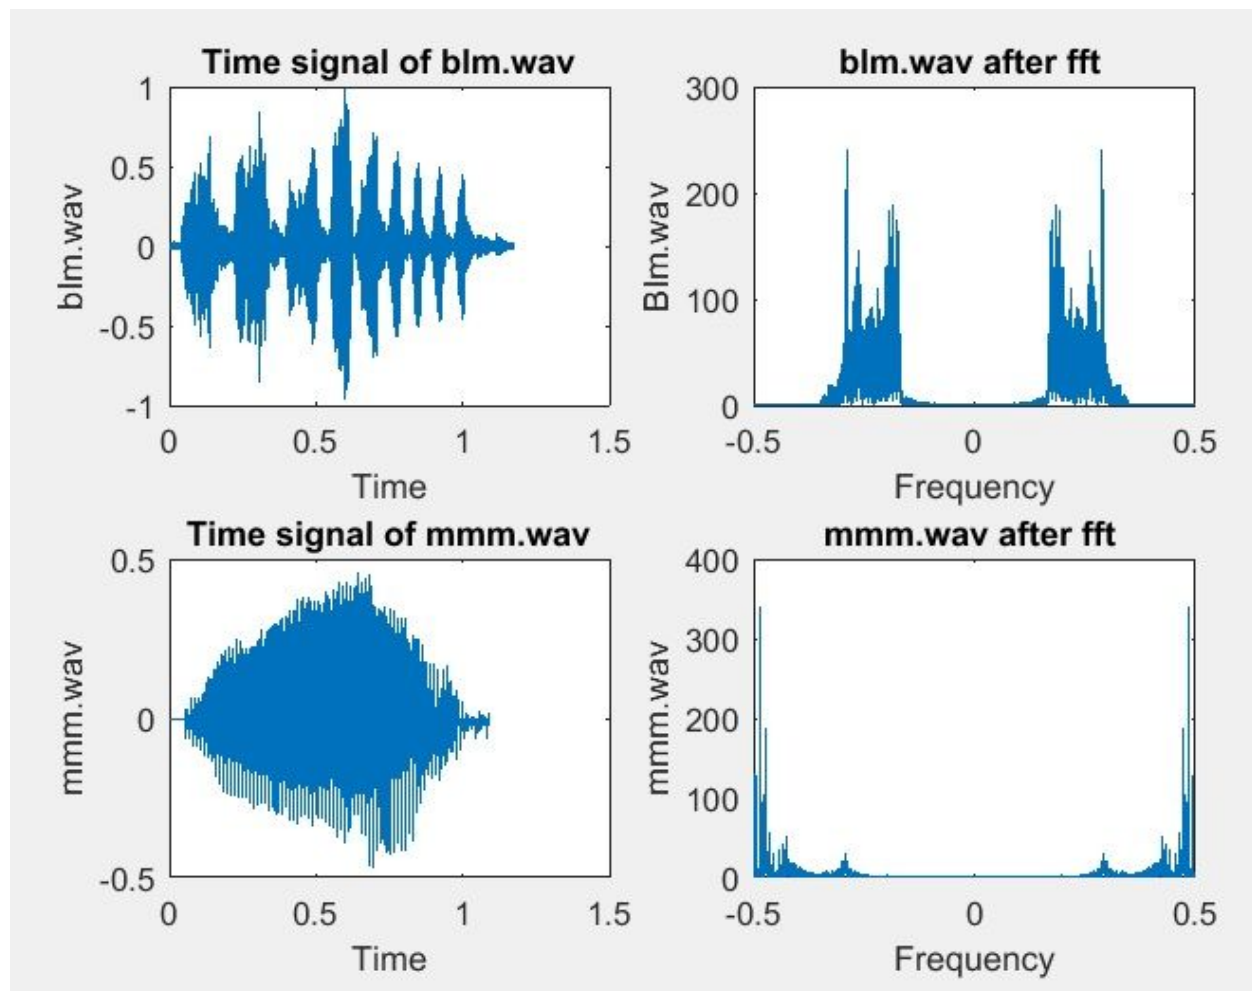 Time signal of blm.wav
1
0.5
0
-0.5
-1
blm.wav
0 0.5 1 1.5
Time
blm.wav after fft
300
200
100
0
Blm.wav
-0.5 0 0.5
Frequency
Time signal of mmm.wav
0.5
0
-0.5
mmm.wav
0 0.5 1 1.5
Time
mmm.wav after fft
400
300
200
100
0
mmm.wav
-0.5 0 0.5
Frequency